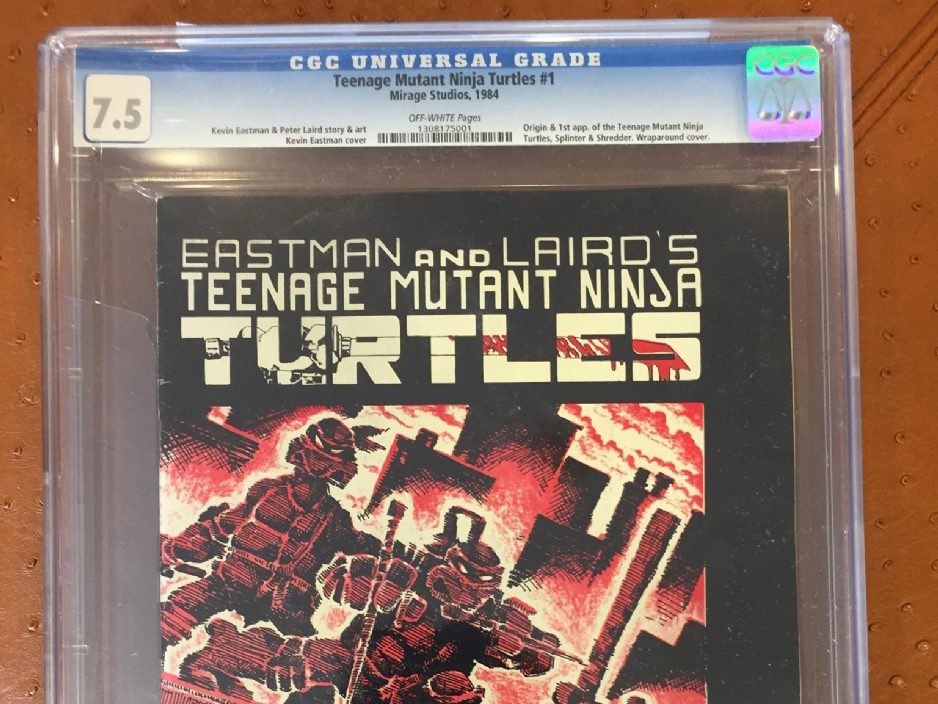 CGC UNIVERSAL GRADE
Teenage Mutant Ninja Turtles #1
Mirage Studios, 1984
7.5
CGC
OFF-WHITE Pages
1308175001
Kevin Eastman & Peter Laird story & art
Kevin Eastman cover
Origin & 1st app. of the Teenage Mutant Ninja
Turtles, Splinter & Shredder. Wraparound cover.
EASTMAN AND LAIRD'S
TEENAGE MUTANT NINJA
TURTLES